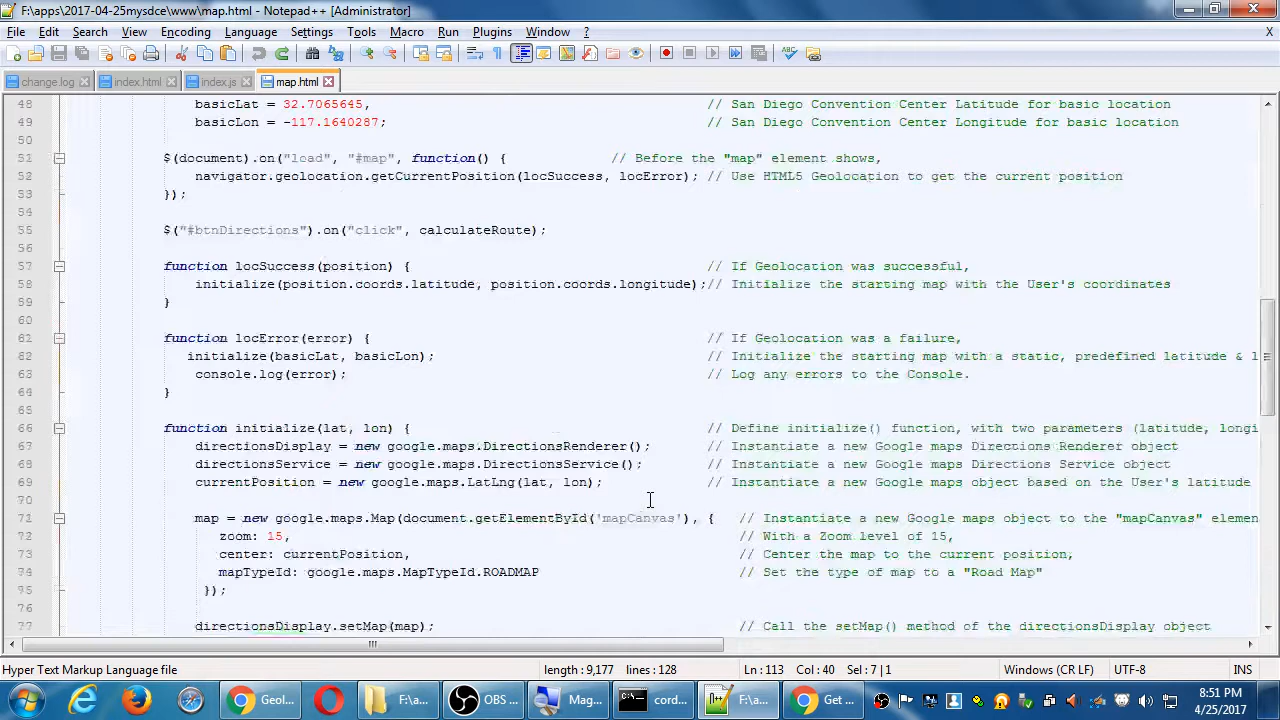 F:\apps\2017-04-25mysdce\www\map.html - Notepad++ [Administrator]
File Edit Search View Encoding Language Settings Tools Macro Run Plugins Window ? X
change.log index.html index.js map.html
48 basicLat = 32.7065645, // San Diego Convention Center Latitude for basic location
49 basicLon = -117.1640287; // San Diego Convention Center Longitude for basic location
50
51 $(document).on("load", "#map", function() { // Before the "map" element shows,
52 navigator.geolocation.getCurrentPosition(locSuccess, locError); // Use HTML5 Geolocation to get the current position
53 });
54
55 $("#btnDirections").on("click", calculateRoute);
56
57 function locSuccess(position) { // If Geolocation was successful,
58 initialize(position.coords.latitude, position.coords.longitude);// Initialize the starting map with the User's coordinates
59 }
60
61 function locError(error) { // If Geolocation was a failure,
62 initialize(basicLat, basicLon); // Initialize the starting map with a static, predefined latitude & l
63 console.log(error); // Log any errors to the Console.
64 }
65
66 function initialize(lat, lon) { // Define initialize() function, with two parameters (latitude, longi
67 directionsDisplay = new google.maps.DirectionsRenderer(); // Instantiate a new Google maps Directions Renderer object
68 directionsService = new google.maps.DirectionsService(); // Instantiate a new Google maps Directions Service object
69 currentPosition = new google.maps.LatLng(lat, lon); // Instantiate a new Google maps object based on the User's latitude
70
71 map = new google.maps.Map(document.getElementById('mapCanvas'), { // Instantiate a new Google maps object to the "mapCanvas" elemen
72 zoom: 15, // With a Zoom level of 15,
73 center: currentPosition, // Center the map to the current position,
74 mapTypeId: google.maps.MapTypeId.ROADMAP // Set the type of map to a "Road Map"
75 });
76
77 directionsDisplay.setMap(map); // Call the setMap() method of the directionsDisplay object
Hyper Text Markup Language file length : 9,177 lines : 128 Ln : 113 Col : 40 Sel : 7 | 1 Windows (CR LF) UTF-8 INS
Geol... F:\a... OBS ... Mag... cord... F:\a... Get ... 8:51 PM
4/25/2017